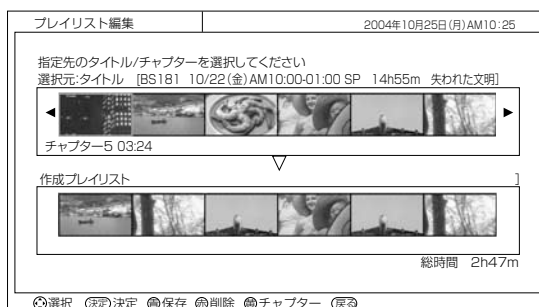 プレイリスト編集
2004年10月25日(月)AM10:25
指定先のタイトル/チャプターを選択してください
選択元:タイトル [BS181 10/22(金)AM10:00-01:00 SP 14h55m 失われた文明]
チャプター5 03:24
作成プレイリスト ]
総時間 2h47m
選択 決定 決定 保存 削除 チャプター 戻る